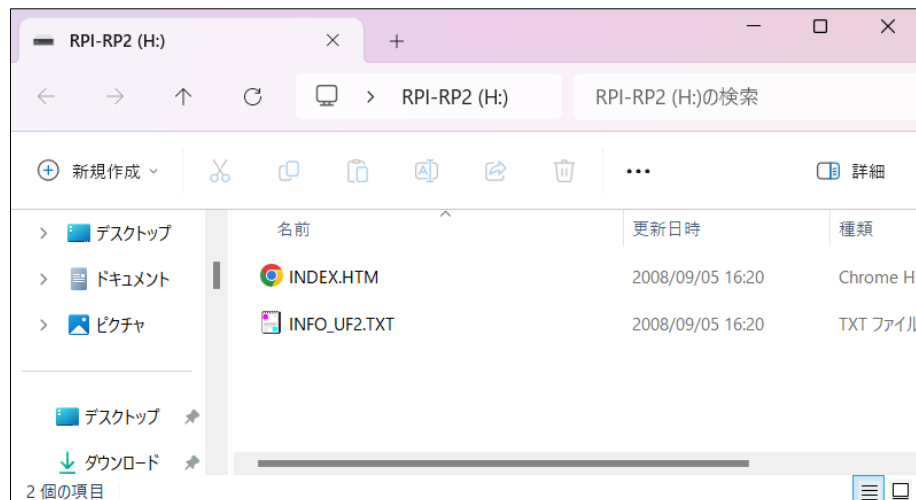 RPI-RP2 (H:)
RPI-RP2 (H:) RPI-RP2 (H:)の検索
新規作成 詳細
名前 更新日時 種類
デスクトップ
ドキュメント
ピクチャ
INDEX.HTM 2008/09/05 16:20 Chrome H
INFO_UF2.TXT 2008/09/05 16:20 TXT ファイル
デスクトップ
ダウンロード
2 個の項目